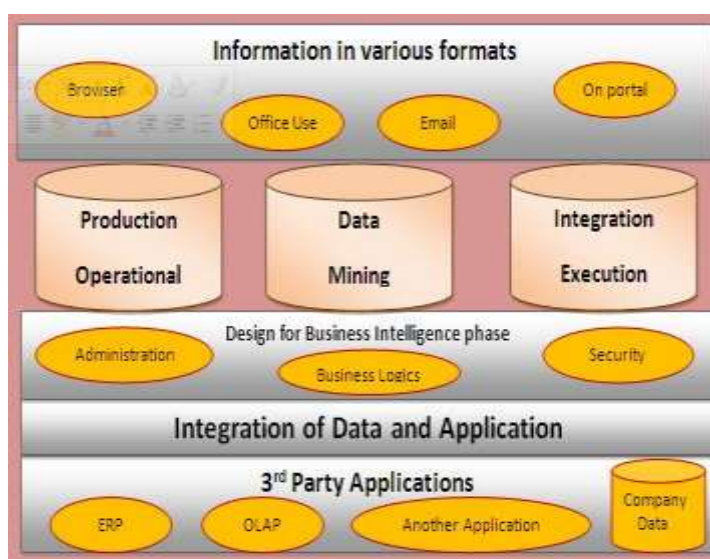 Information in various formats
Browser
On portal
Office Use
Email
Production
Operational
Data
Mining
Integration
Execution
Design for Business Intelligence phase
Administration
Security
Business Logics
Integration of Data and Application
3rd Party Applications
ERP
OLAP
Another Application
Company
Data